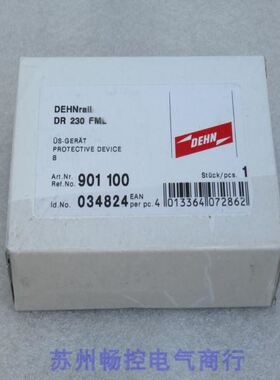 DEHNrail
DR 230 FML
DEHN
ÜS-GERÄT
PROTECTIVE DEVICE
B
Art.Nr.
Ref.No. 901 100
Stück/pcs. 1
Id.No. 034824
EAN
per pc. 4 013364 072862
苏州畅控电气商行